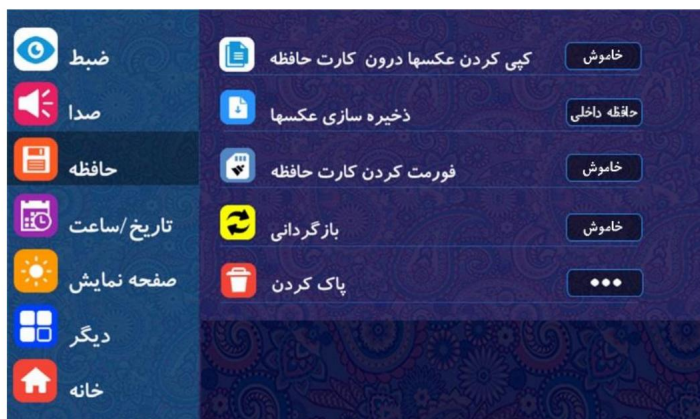 ضبط
صدا
حافظه
تاریخ/ساعت
صفحه نمایش
دیگر
خانه
کپی کردن عکسها درون کارت حافظه
خاموش
ذخیره سازی عکسها
حافظه داخلی
فورمت کردن کارت حافظه
خاموش
بازگردانی
خاموش
پاک کردن